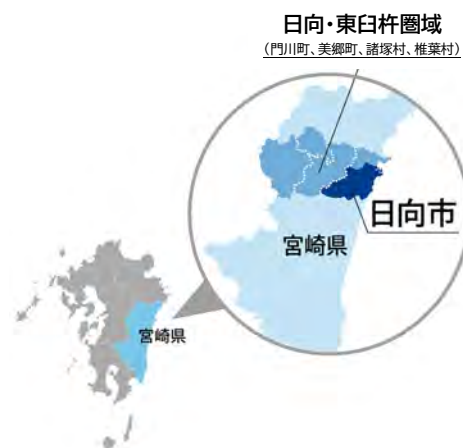 日向・東臼杵圏域
(門川町、美郷町、諸塚村、椎葉村)
日向市
宮崎県
宮崎県